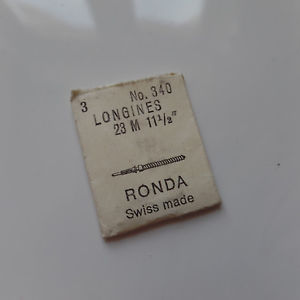 3 No. 340
LONGINES
23 M 11½‴
RONDA
Swiss made